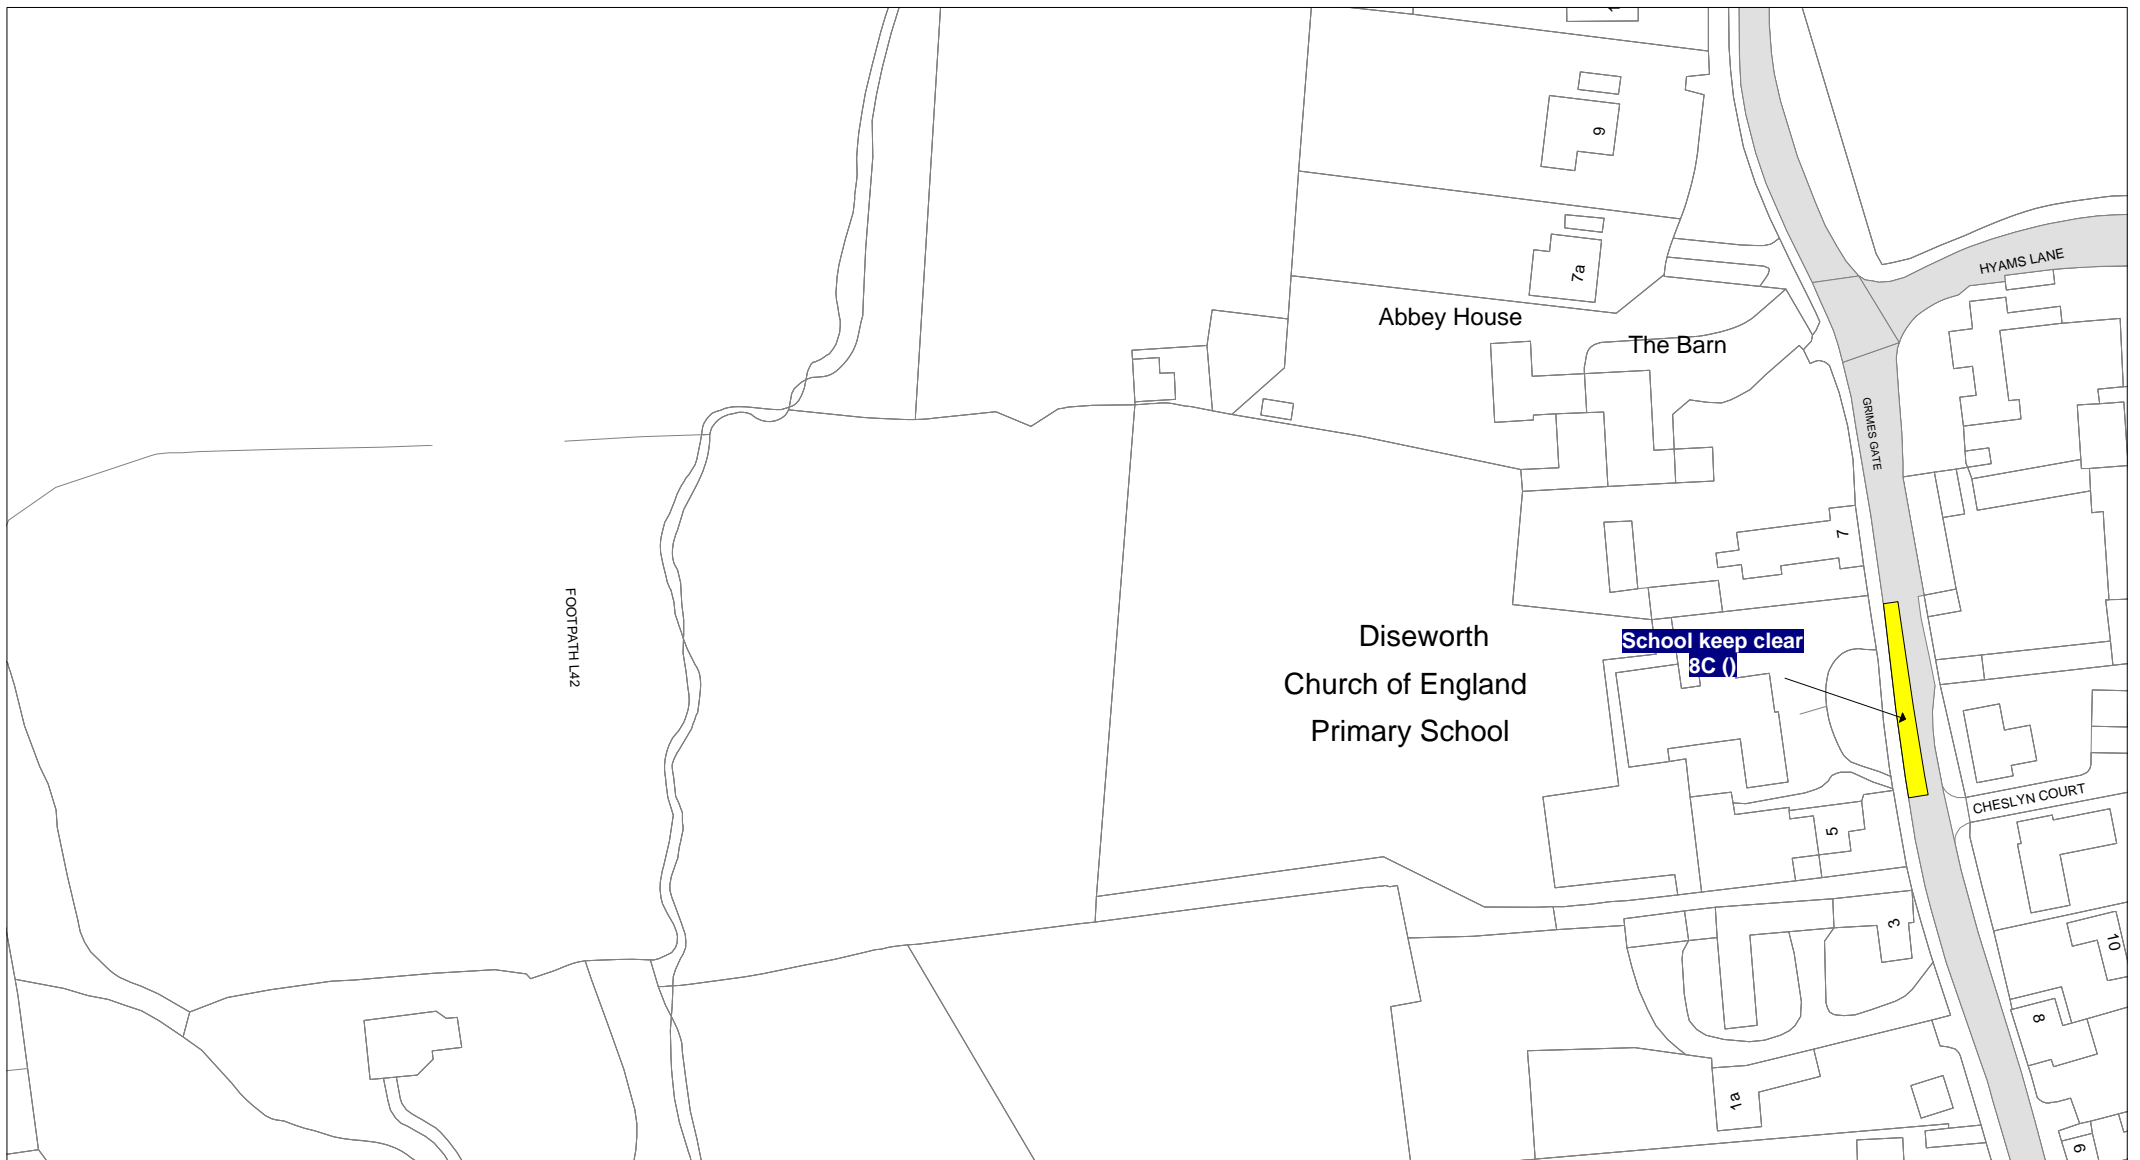 9
7a
HYAMS LANE
Abbey House
The Barn
GRIMES GATE
7
FOOTPATH L42
Diseworth
Church of England
Primary School
School keep clear
8C ()
CHESLYN COURT
5
3
10
8
1a